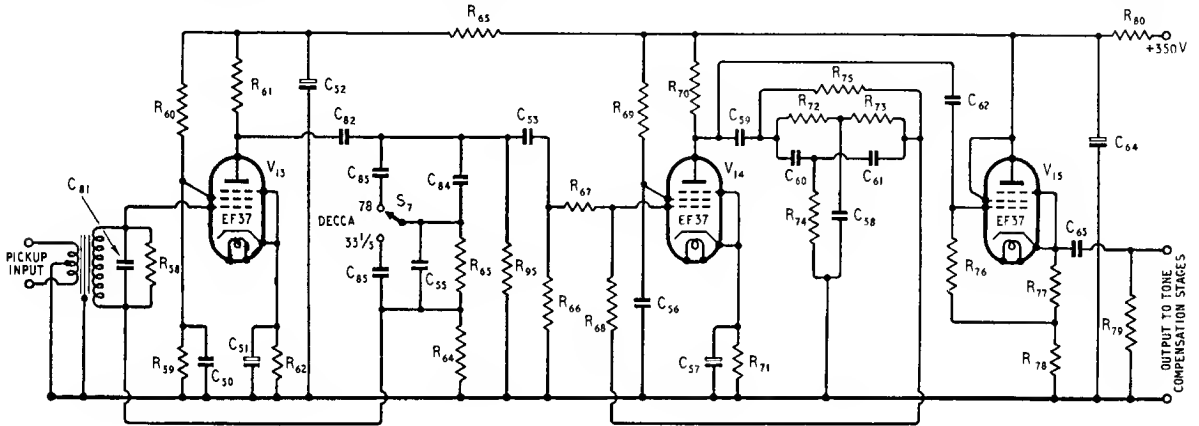 R65
R80
+350V
R60
R61
C52
C82
C53
R69
R70
C59
R75
R72
R73
C62
C64
C81
V13
EF37
C85
78
S7
C84
DECCA
33 1/3
R67
V14
EF37
C60
C61
R74
C58
V15
EF37
C65
PICKUP
INPUT
R58
C85
C55
R65
R95
R66
R68
C56
R76
R77
R79
R59
C50
C51
R62
R64
C57
R71
R78
OUTPUT TO TONE
COMPENSATION STAGES